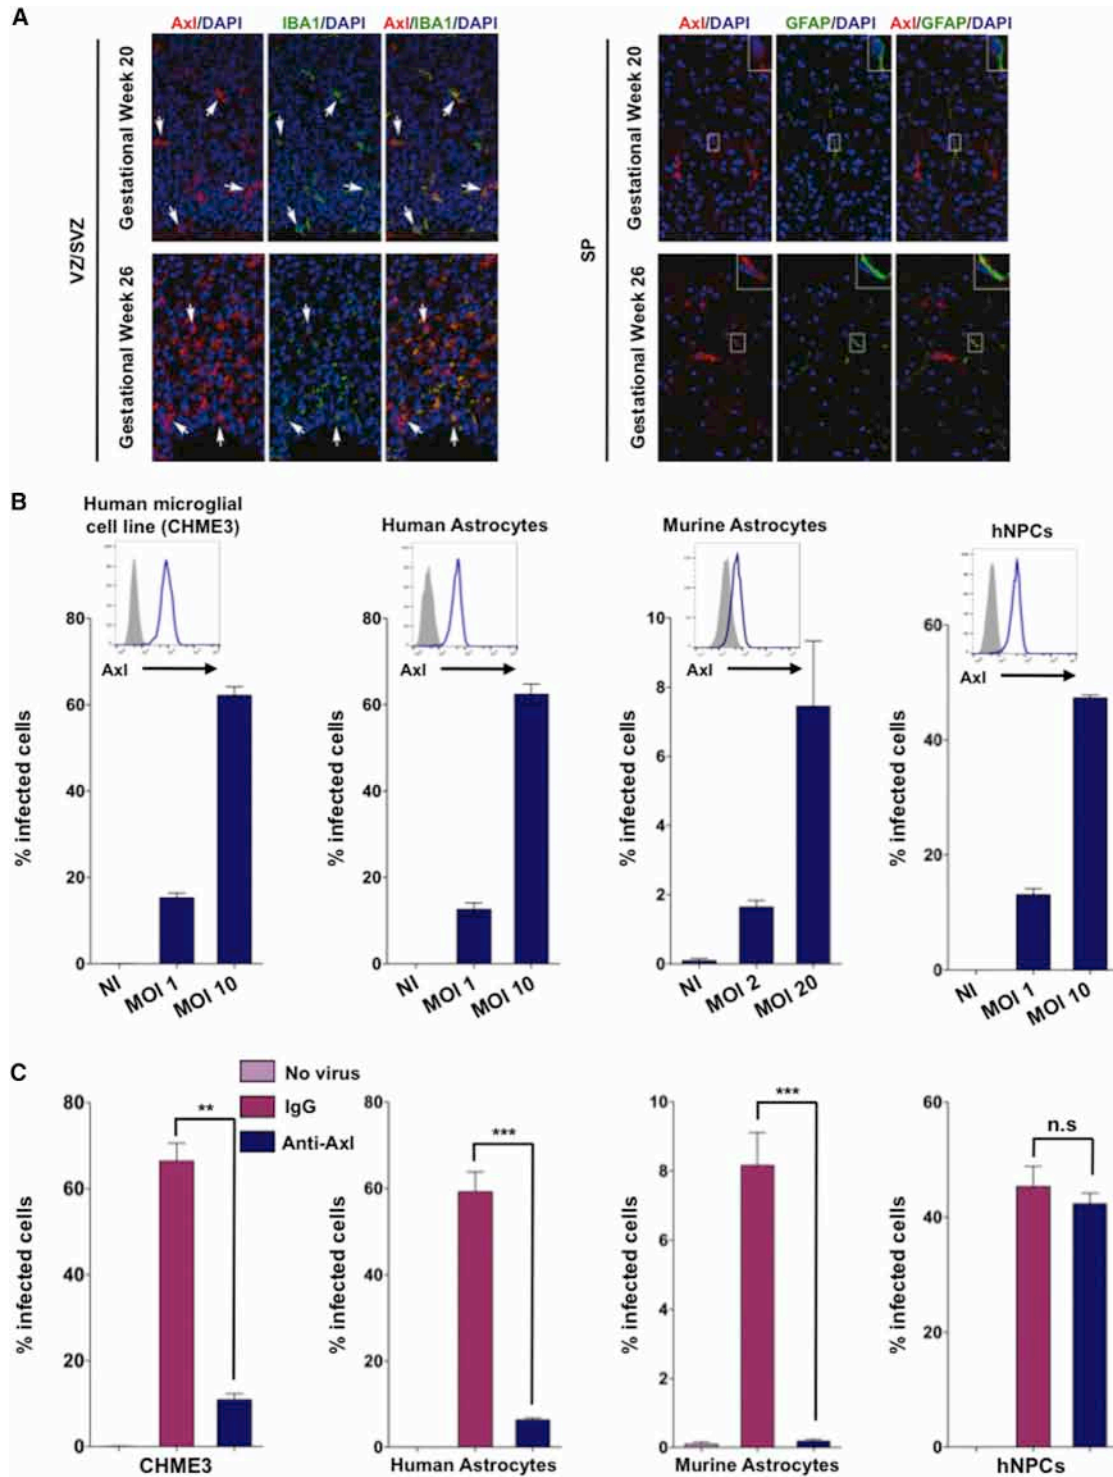 A
Axl/DAPI IBA1/DAPI Axl/IBA1/DAPI Axl/DAPI GFAP/DAPI Axl/GFAP/DAPI
VZ/SVZ
Gestational Week 20
Gestational Week 26
SP
Gestational Week 20
Gestational Week 26
B
Human microglial
cell line (CHME3)
Axl
% infected cells
80
60
40
20
0
NI MOI 1 MOI 10
Human Astrocytes
Axl
% infected cells
80
60
40
20
0
NI MOI 1 MOI 10
Murine Astrocytes
Axl
% infected cells
10
8
6
4
2
0
NI MOI 2 MOI 20
hNPCs
Axl
% infected cells
60
40
20
0
NI MOI 1 MOI 10
C
No virus
IgG
Anti-Axl
% infected cells
80
60
40
20
0
**
CHME3
% infected cells
80
60
40
20
0
***
Human Astrocytes
% infected cells
10
8
6
4
2
0
***
Murine Astrocytes
% infected cells
60
40
20
0
n.s
hNPCs